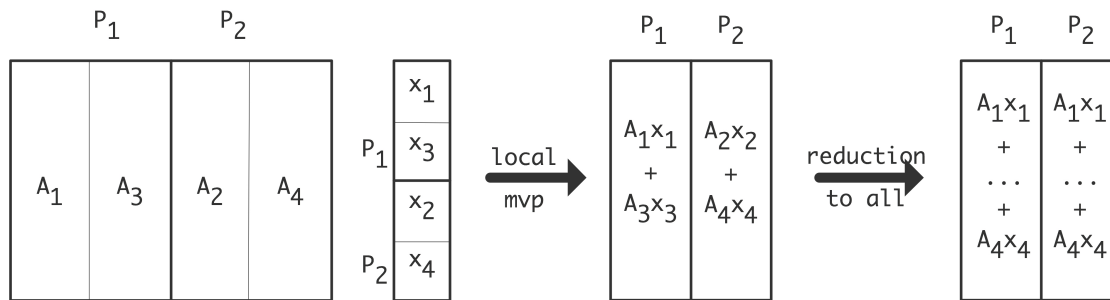 P₁ P₂
A₁ A₃ A₂ A₄
P₁
P₂
x₁
x₃
x₂
x₄
local
mvp
P₁ P₂
A₁x₁ A₂x₂
+ +
A₃x₃ A₄x₄
reduction
to all
P₁ P₂
A₁x₁ A₁x₁
+ +
... ...
+ +
A₄x₄ A₄x₄